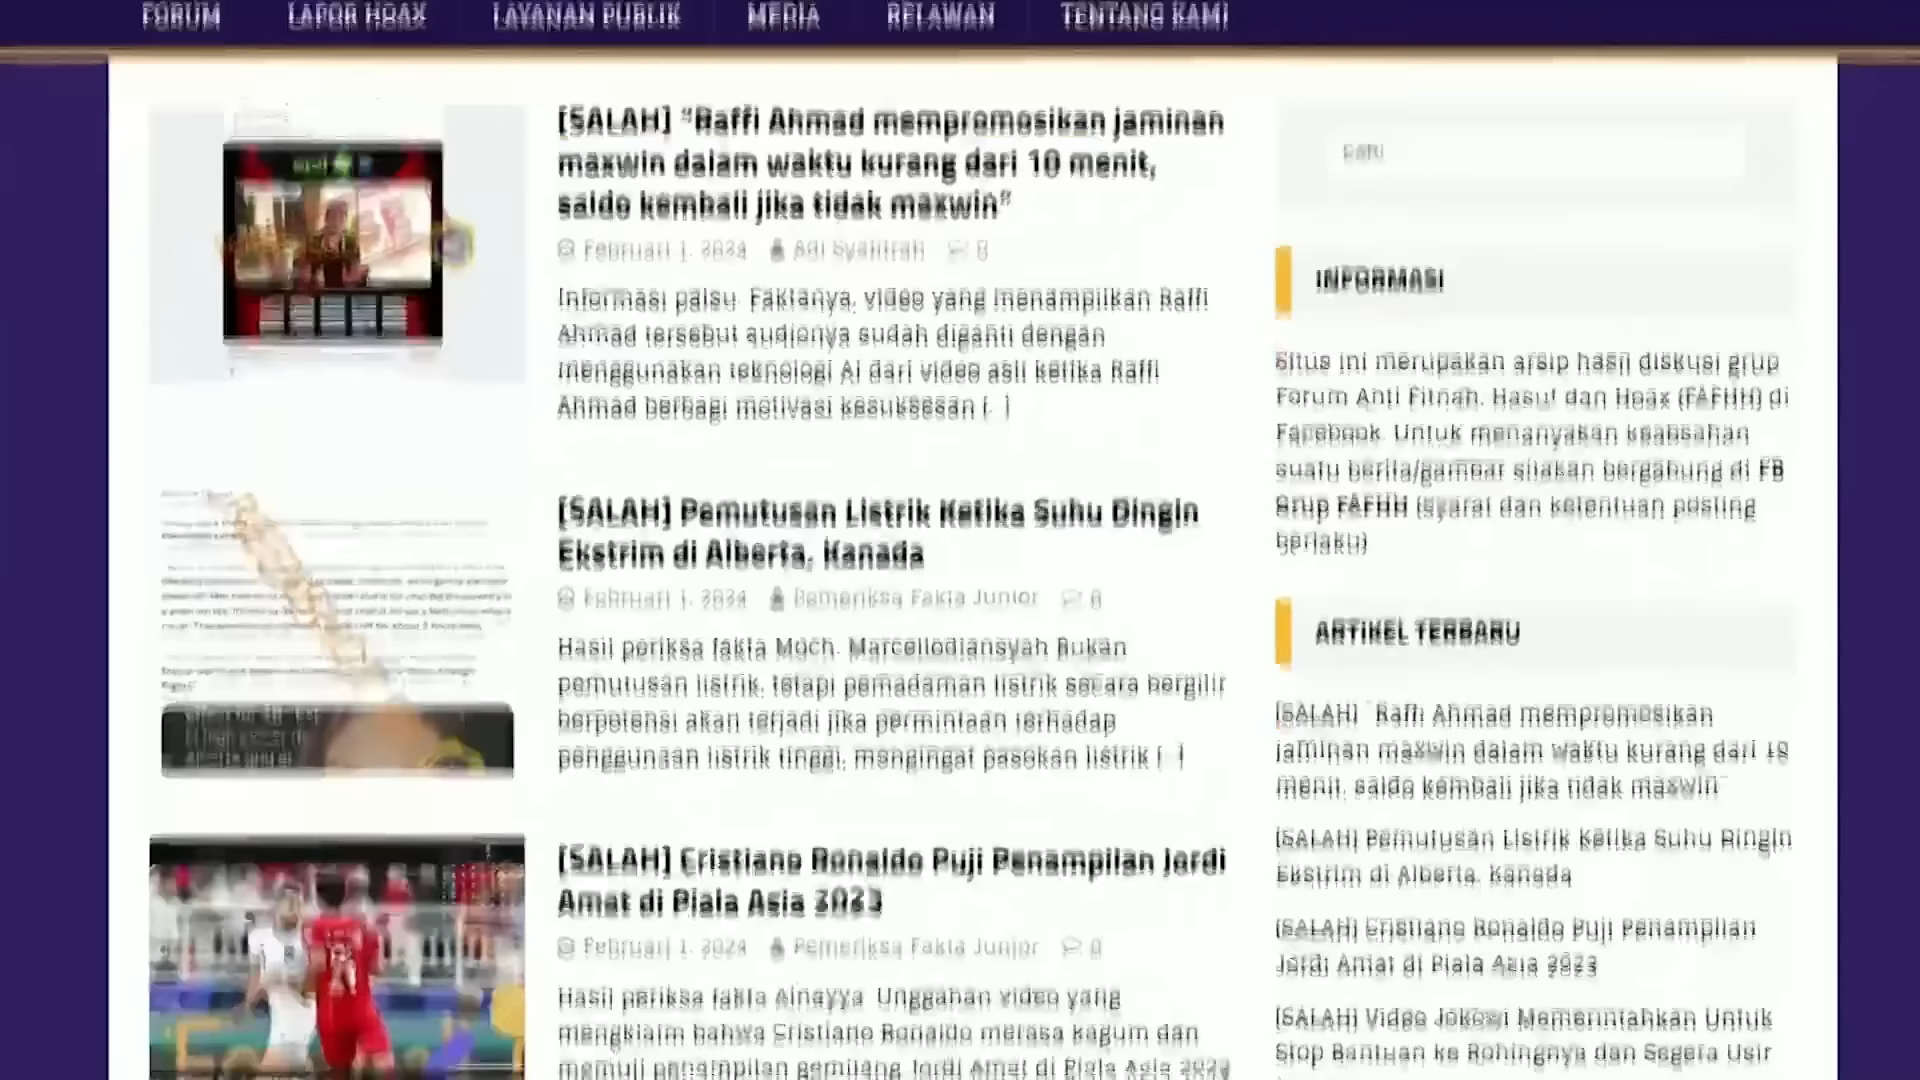 FORUM LAPOR HOAX LAYANAN PUBLIK MEDIA RELAWAN TENTANG KAMI
[SALAH] “Raffi Ahmad mempromosikan jaminan
maxwin dalam waktu kurang dari 10 menit,
saldo kembali jika tidak maxwin”
Februari 1, 2024 Adi Syafitrah 0
Informasi palsu. Faktanya, video yang menampilkan Raffi
Ahmad tersebut audionya sudah diganti dengan
menggunakan teknologi AI dari video asli ketika Raffi
Ahmad berbagi motivasi kesuksesan [...]
[SALAH] Pemutusan Listrik Ketika Suhu Dingin
Ekstrim di Alberta, Kanada
Februari 1, 2024 Pemeriksa Fakta Junior 0
Hasil periksa fakta Moch. Marcellodiansyah Bukan
pemutusan listrik, tetapi pemadaman listrik secara bergilir
berpotensi akan terjadi jika permintaan terhadap
penggunaan listrik tinggi, mengingat pasokan listrik [...]
[SALAH] Cristiano Ronaldo Puji Penampilan Jordi
Amat di Piala Asia 2023
Februari 1, 2024 Pemeriksa Fakta Junior 0
Hasil periksa fakta Ainayya Unggahan video yang
mengklaim bahwa Cristiano Ronaldo merasa kagum dan
memuji penampilan gemilang Jordi Amat di Piala Asia
Cari
INFORMASI
Situs ini merupakan arsip hasil diskusi grup
Forum Anti Fitnah, Hasut dan Hoax (FAFHH) di
Facebook. Untuk menanyakan keabsahan
suatu berita/gambar silakan bergabung di FB
Grup FAFHH (syarat dan ketentuan posting
berlaku)
ARTIKEL TERBARU
[SALAH] “Raffi Ahmad mempromosikan
jaminan maxwin dalam waktu kurang dari 10
menit, saldo kembali jika tidak maxwin”
[SALAH] Pemutusan Listrik Ketika Suhu Dingin
Ekstrim di Alberta, Kanada
[SALAH] Cristiano Ronaldo Puji Penampilan
Jordi Amat di Piala Asia 2023
[SALAH] Video Jokowi Memerintahkan Untuk
Stop Bantuan ke Rohingnya dan Segera Usir